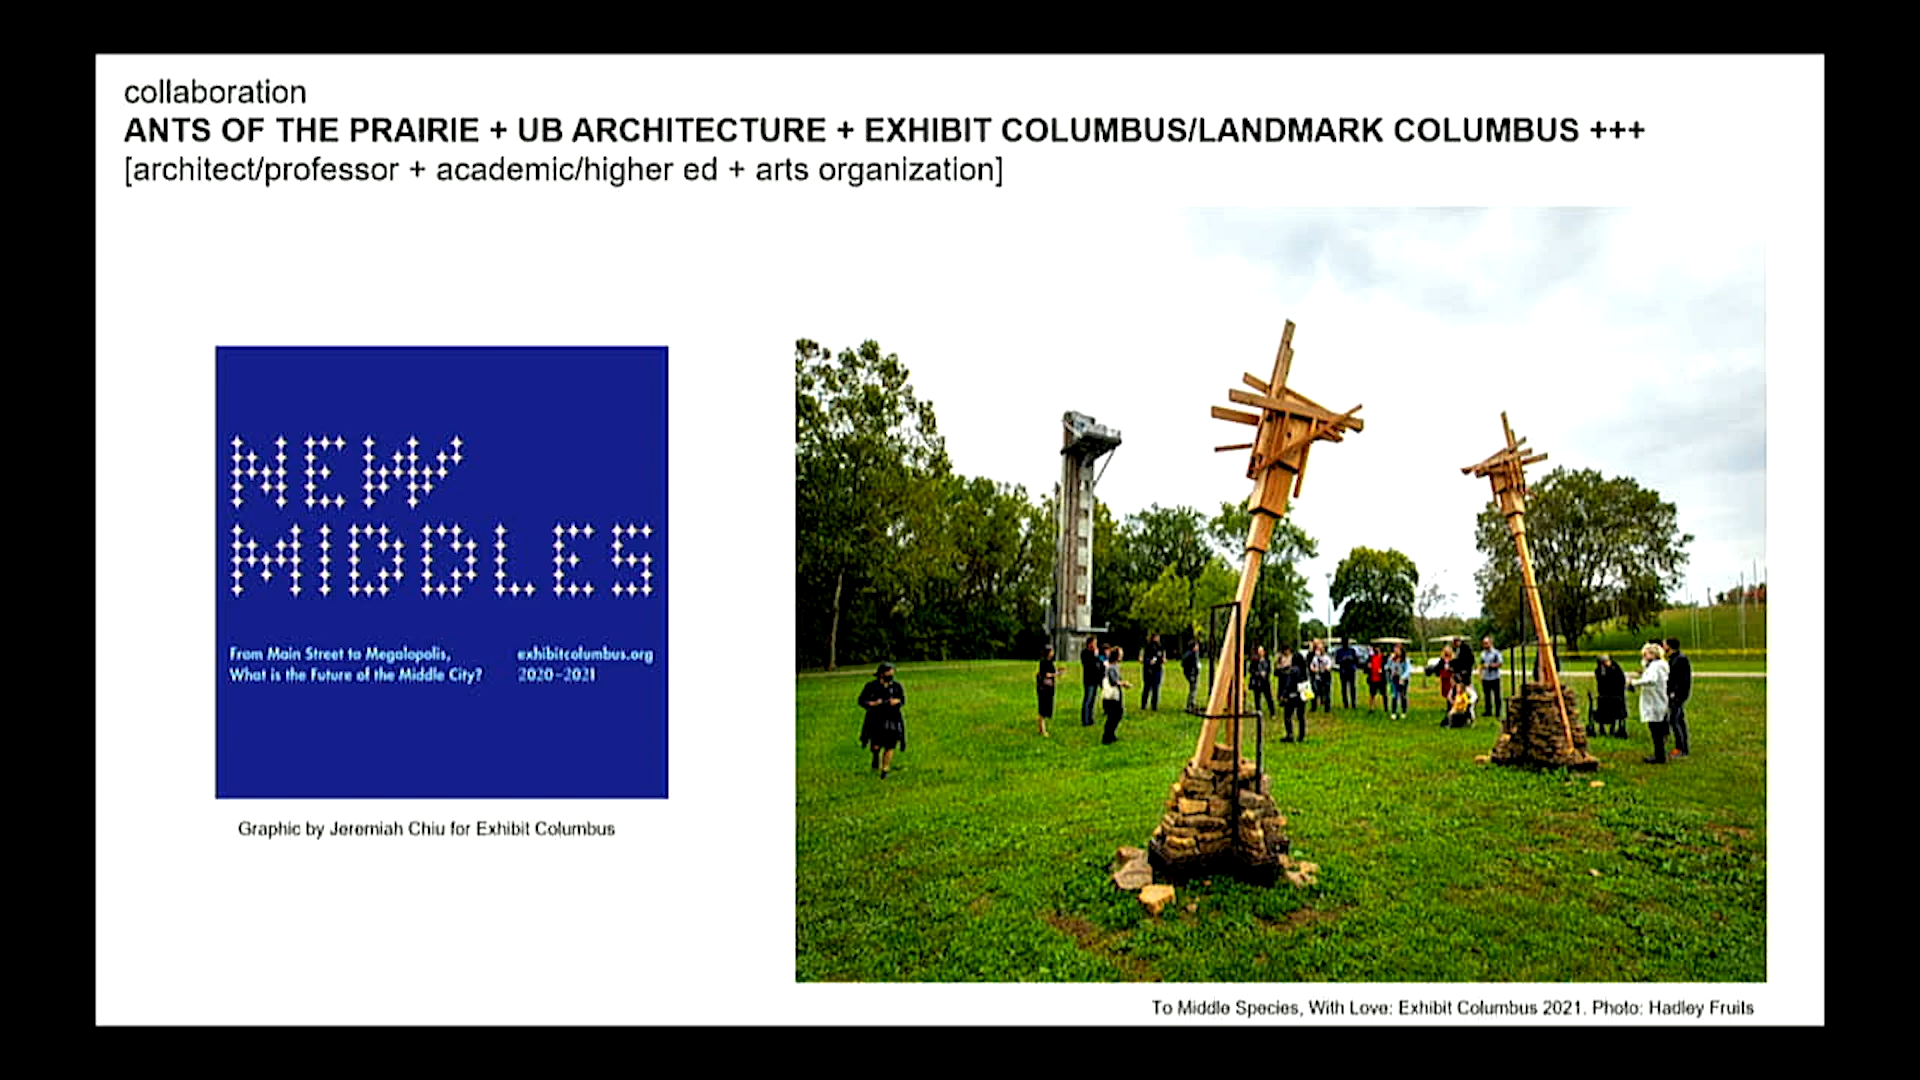 collaboration
ANTS OF THE PRAIRIE + UB ARCHITECTURE + EXHIBIT COLUMBUS/LANDMARK COLUMBUS +++
[architect/professor + academic/higher ed + arts organization]
NEW
MIDDLES
From Main Street to Megalopolis,
What is the Future of the Middle City?
exhibitcolumbus.org
2020–2021
Graphic by Jeremiah Chiu for Exhibit Columbus
To Middle Species, With Love: Exhibit Columbus 2021. Photo: Hadley Fruits